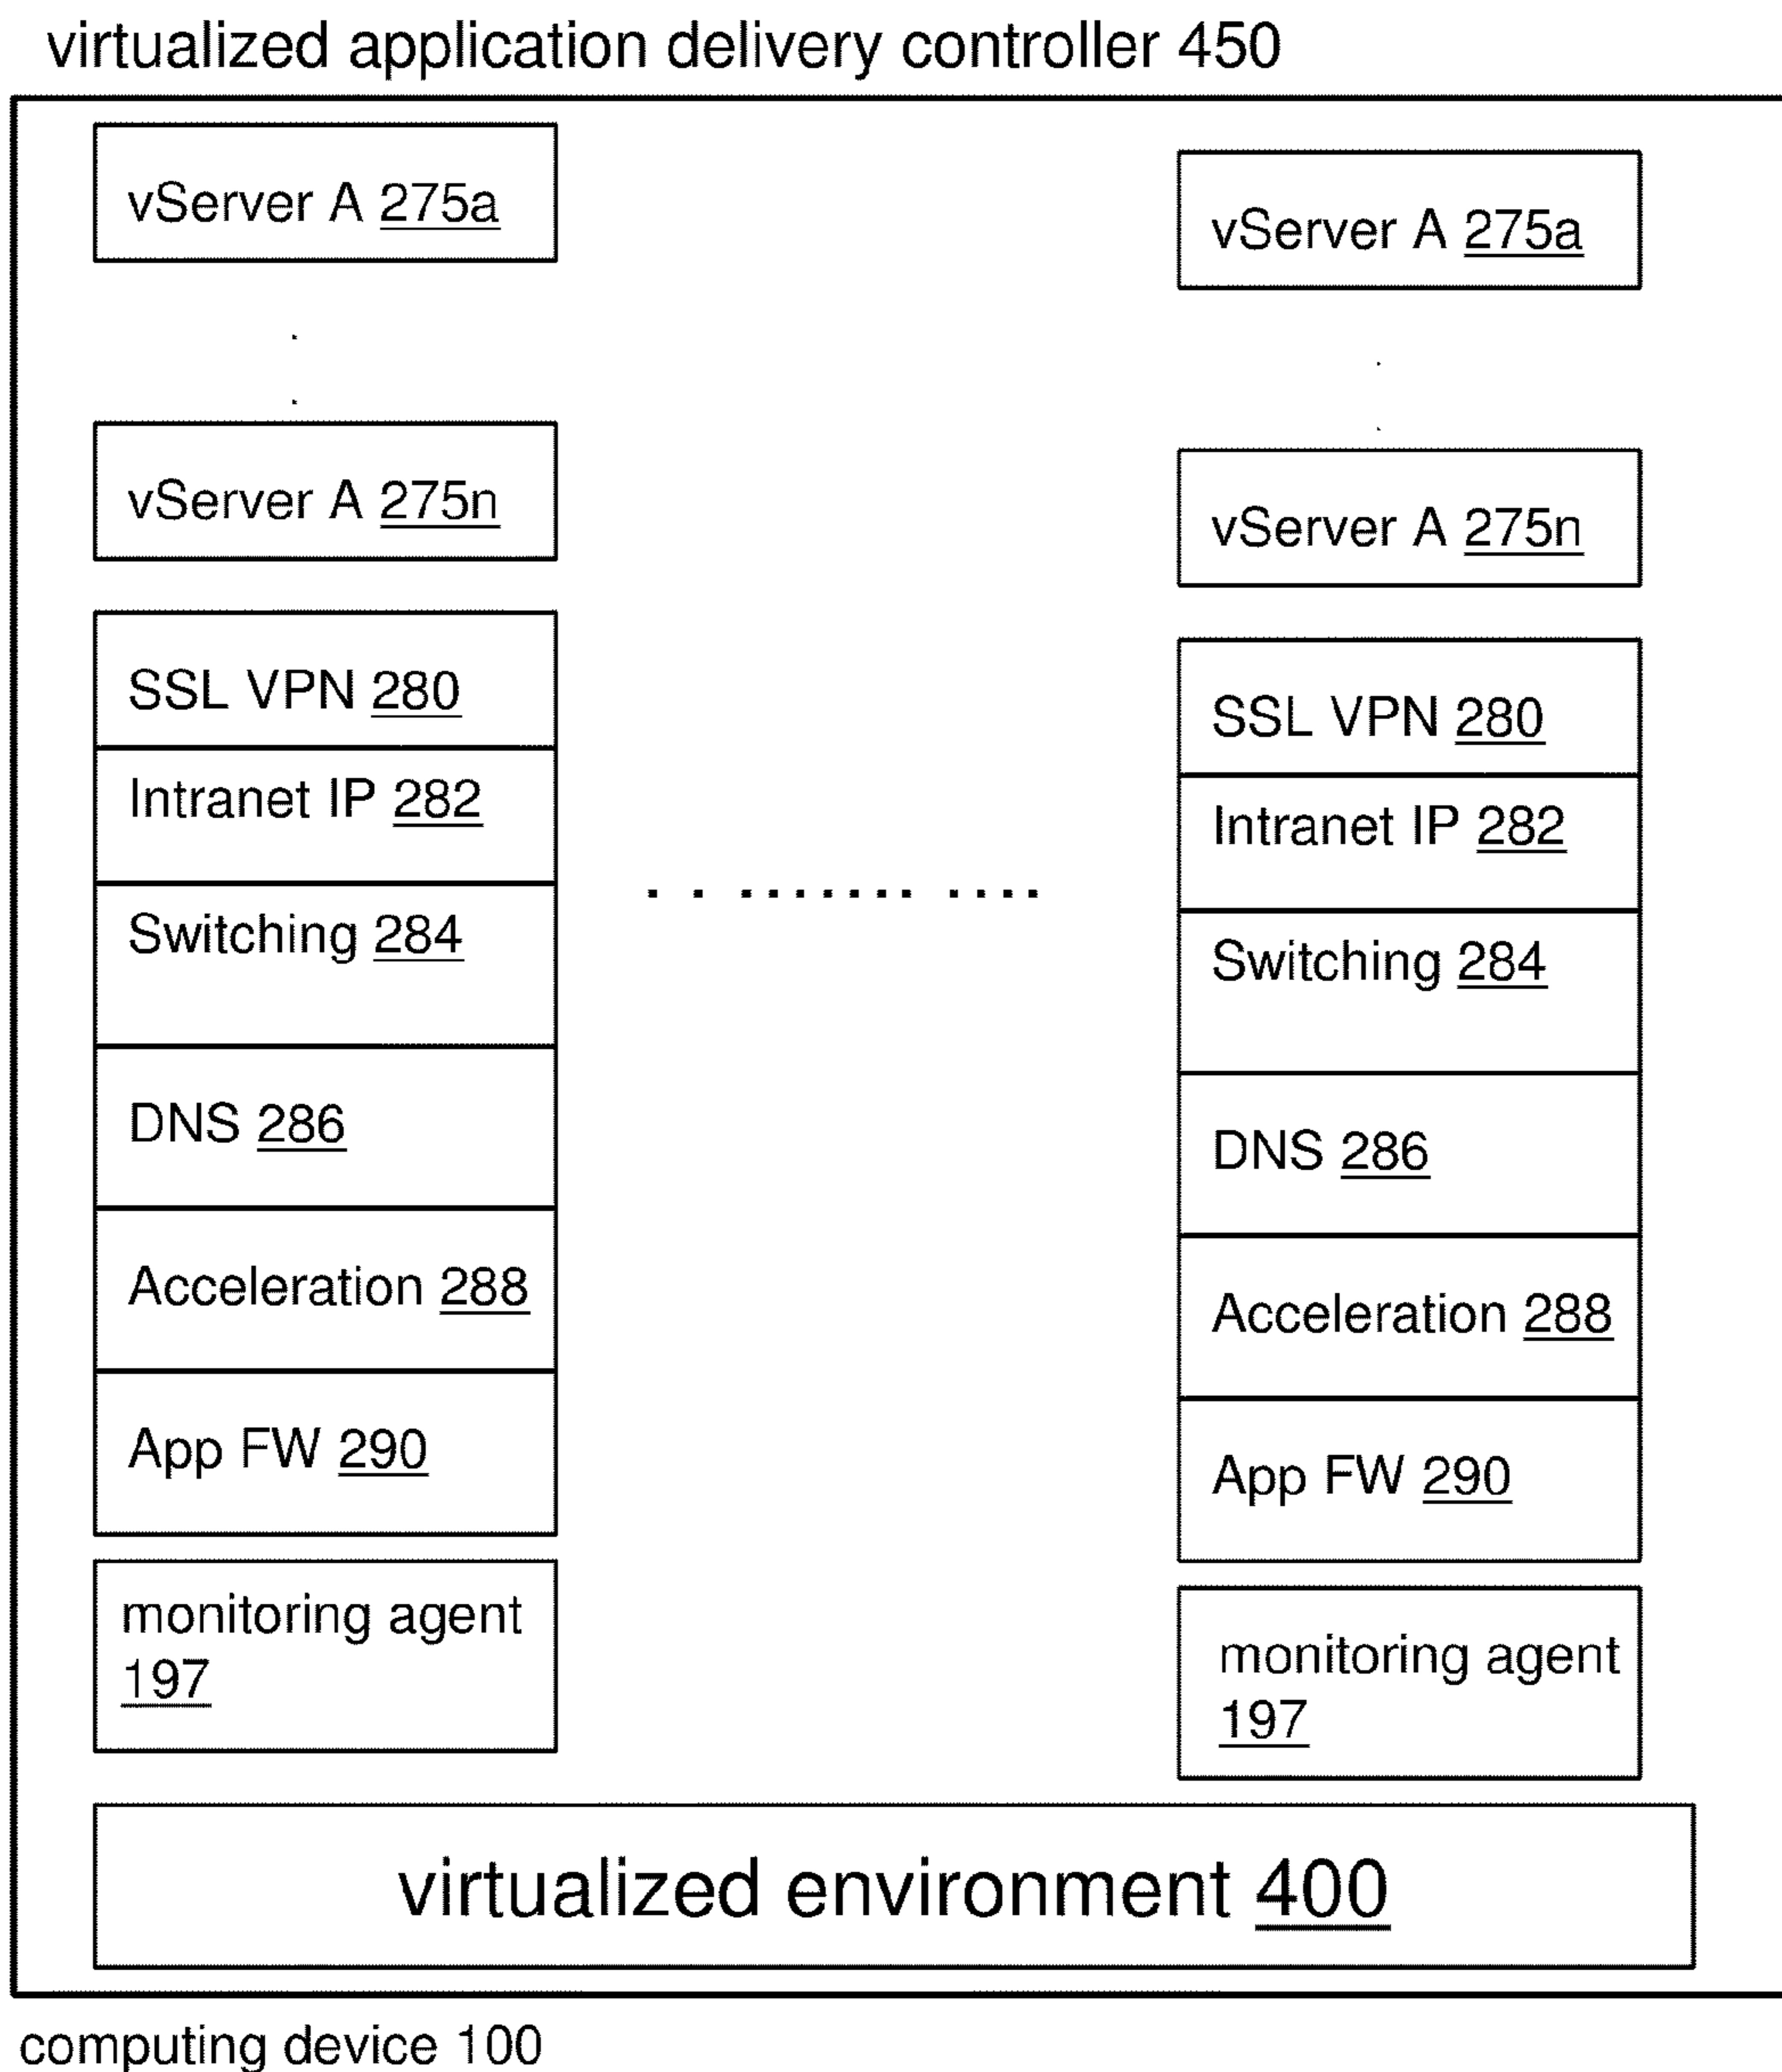 virtualized application delivery controller 450
vServer A 275a
vServer A 275n
SSL VPN 280
Intranet IP 282
Switching 284
DNS 286
Acceleration 288
App FW 290
monitoring agent
197
vServer A 275a
vServer A 275n
SSL VPN 280
Intranet IP 282
Switching 284
DNS 286
Acceleration 288
App FW 290
monitoring agent
197
virtualized environment 400
computing device 100